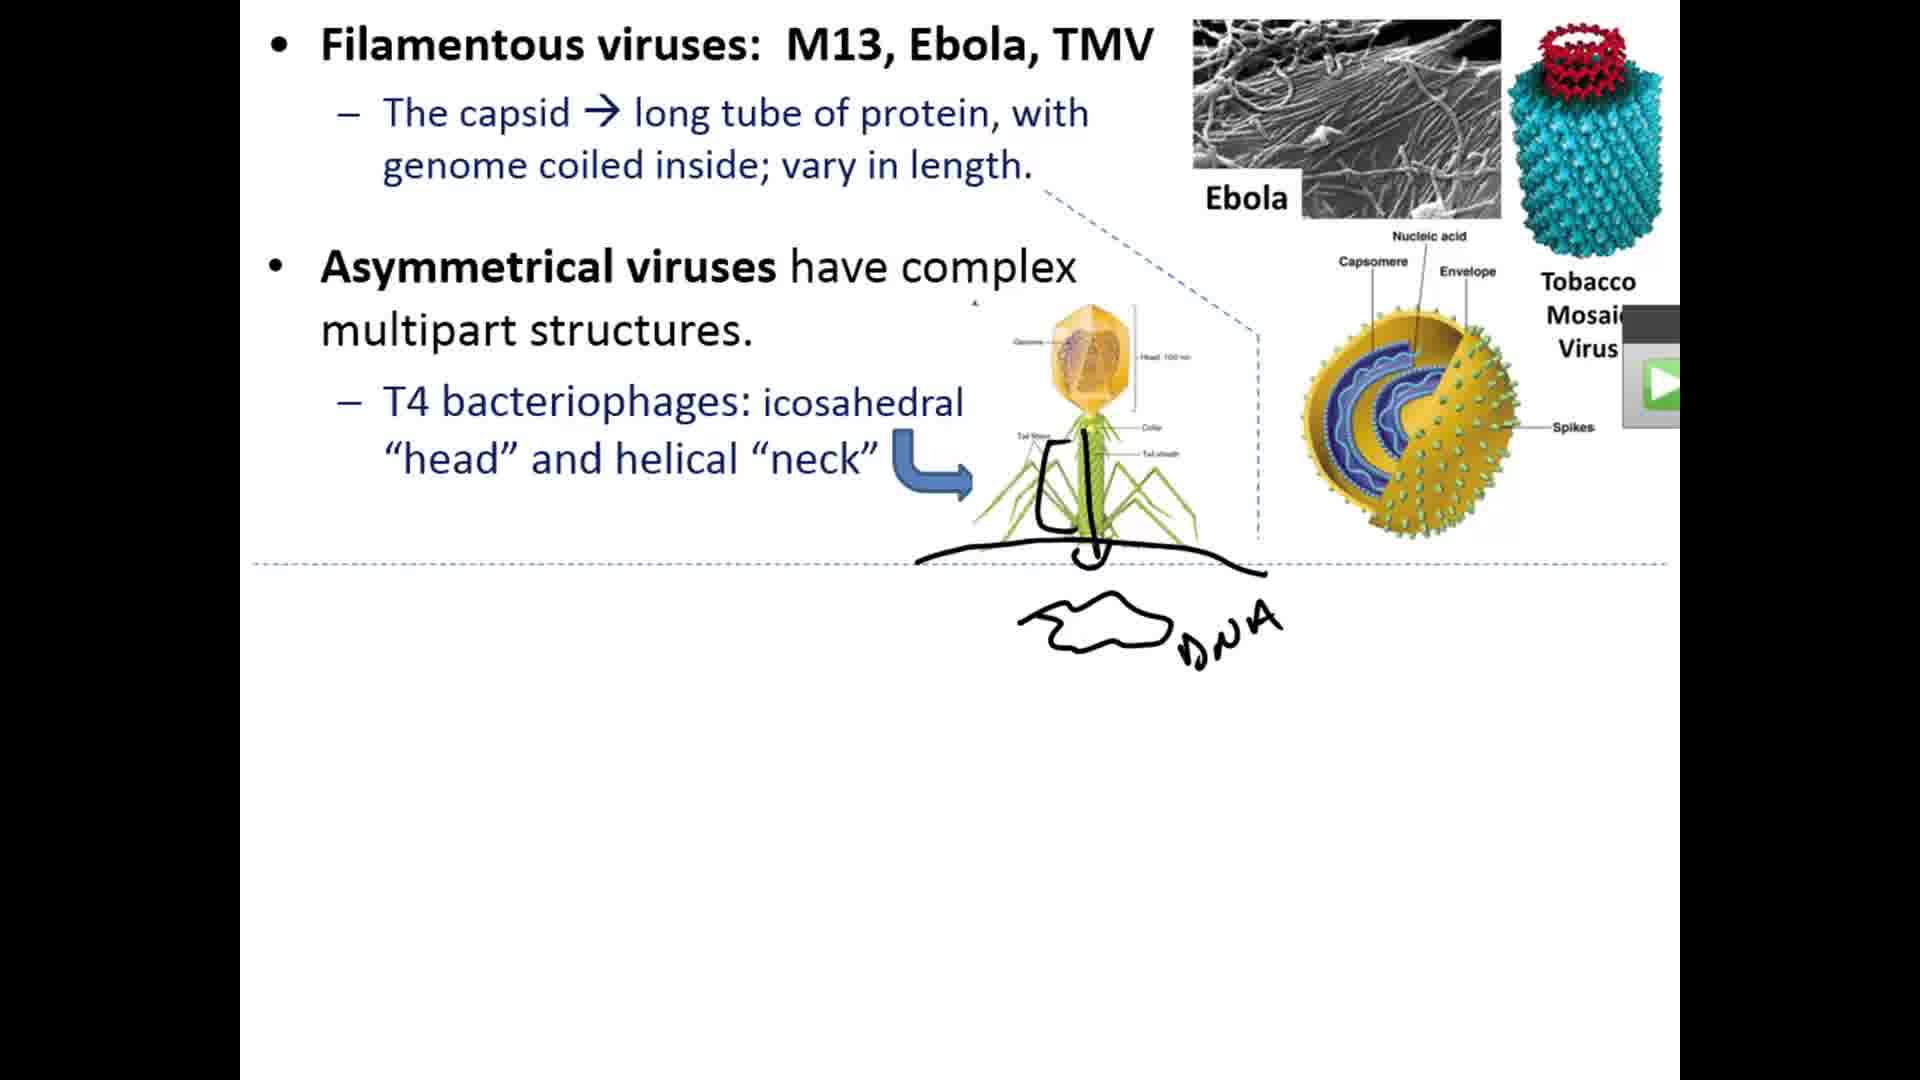 • Filamentous viruses: M13, Ebola, TMV
– The capsid → long tube of protein, with
genome coiled inside; vary in length.
Ebola
• Asymmetrical viruses have complex
multipart structures.
– T4 bacteriophages: icosahedral
“head” and helical “neck”
Genome
Head: 100 nm
Collar
Tail fibers
Tail sheath
Nucleic acid
Capsomere
Envelope
Spikes
Tobacco
Mosaic
Virus
DNA